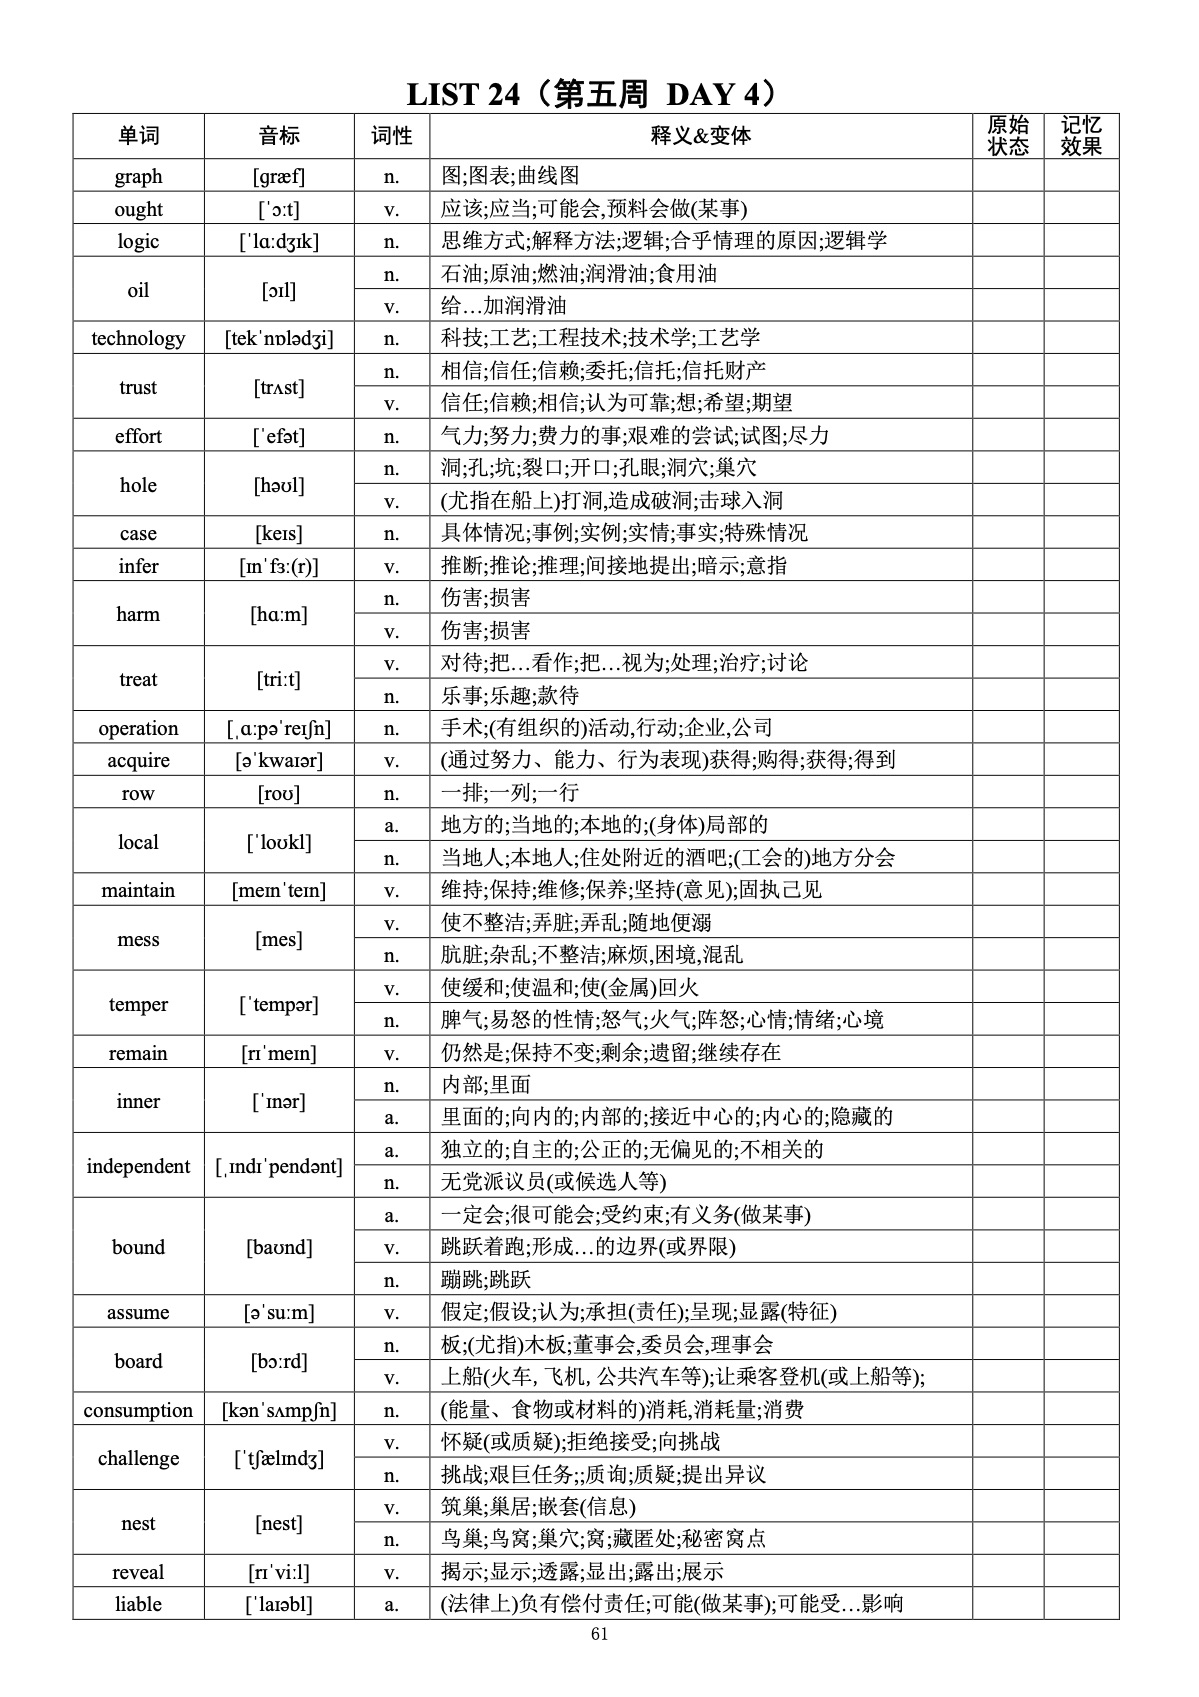 LIST 24（第五周 DAY 4）
单词 音标 词性 释义&变体 原始状态 记忆效果
graph [ɡræf] n. 图;图表;曲线图
ought [ˈɔːt] v. 应该;应当;可能会,预料会做(某事)
logic [ˈlɑːdʒɪk] n. 思维方式;解释方法;逻辑;合乎情理的原因;逻辑学
oil [ɔɪl] n. 石油;原油;燃油;润滑油;食用油
v. 给…加润滑油
technology [tekˈnɒlədʒi] n. 科技;工艺;工程技术;技术学;工艺学
trust [trʌst] n. 相信;信任;信赖;委托;信托;信托财产
v. 信任;信赖;相信;认为可靠;想;希望;期望
effort [ˈefət] n. 气力;努力;费力的事;艰难的尝试;试图;尽力
hole [həʊl] n. 洞;孔;坑;裂口;开口;孔眼;洞穴;巢穴
v. (尤指在船上)打洞,造成破洞;击球入洞
case [keɪs] n. 具体情况;事例;实例;实情;事实;特殊情况
infer [ɪnˈfɜː(r)] v. 推断;推论;推理;间接地提出;暗示;意指
harm [hɑːm] n. 伤害;损害
v. 伤害;损害
treat [triːt] v. 对待;把…看作;把…视为;处理;治疗;讨论
n. 乐事;乐趣;款待
operation [ˌɑːpəˈreɪʃn] n. 手术;(有组织的)活动,行动;企业,公司
acquire [əˈkwaɪər] v. (通过努力、能力、行为表现)获得;购得;获得;得到
row [roʊ] n. 一排;一列;一行
local [ˈloʊkl] a. 地方的;当地的;本地的;(身体)局部的
n. 当地人;本地人;住处附近的酒吧;(工会的)地方分会
maintain [meɪnˈteɪn] v. 维持;保持;维修;保养;坚持(意见);固执己见
mess [mes] v. 使不整洁;弄脏;弄乱;随地便溺
n. 肮脏;杂乱;不整洁;麻烦,困境,混乱
temper [ˈtempər] v. 使缓和;使温和;使(金属)回火
n. 脾气;易怒的性情;怒气;火气;阵怒;心情;情绪;心境
remain [rɪˈmeɪn] v. 仍然是;保持不变;剩余;遗留;继续存在
inner [ˈɪnər] n. 内部;里面
a. 里面的;向内的;内部的;接近中心的;内心的;隐藏的
independent [ˌɪndɪˈpendənt] a. 独立的;自主的;公正的;无偏见的;不相关的
n. 无党派议员(或候选人等)
bound [baʊnd] a. 一定会;很可能会;受约束;有义务(做某事)
v. 跳跃着跑;形成…的边界(或界限)
n. 蹦跳;跳跃
assume [əˈsuːm] v. 假定;假设;认为;承担(责任);呈现;显露(特征)
board [bɔːrd] n. 板;(尤指)木板;董事会,委员会,理事会
v. 上船(火车, 飞机, 公共汽车等);让乘客登机(或上船等);
consumption [kənˈsʌmpʃn] n. (能量、食物或材料的)消耗,消耗量;消费
challenge [ˈtʃælɪndʒ] v. 怀疑(或质疑);拒绝接受;向挑战
n. 挑战;艰巨任务;;质询;质疑;提出异议
nest [nest] v. 筑巢;巢居;嵌套(信息)
n. 鸟巢;鸟窝;巢穴;窝;藏匿处;秘密窝点
reveal [rɪˈviːl] v. 揭示;显示;透露;显出;露出;展示
liable [ˈlaɪəbl] a. (法律上)负有偿付责任;可能(做某事);可能受…影响
61